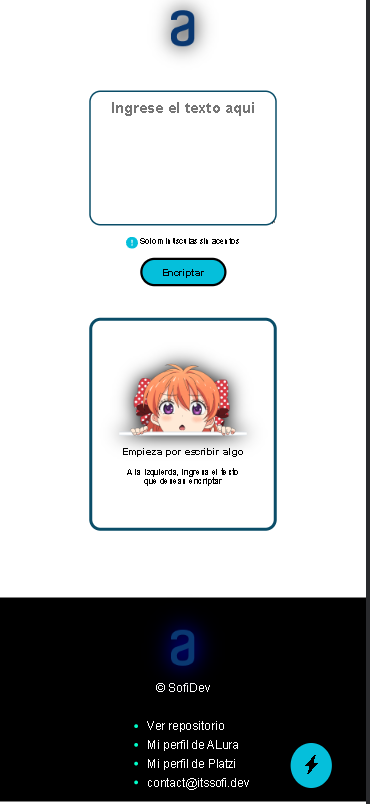 a
Ingrese el texto aqui
! Solo minúsculas sin acentos
Encriptar
Empieza por escribir algo
A la izquierda, ingresa el texto
que deseas encriptar
a
© SofiDev
Ver repositorio
Mi perfil de ALura
Mi perfil de Platzi
contact@itssofi.dev